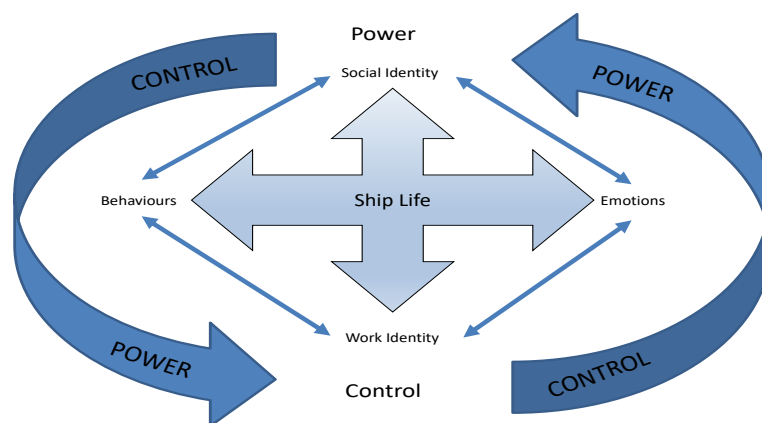 Power
CONTROL
Social Identity
POWER
Behaviours
Ship Life
Emotions
Work Identity
POWER
Control
CONTROL